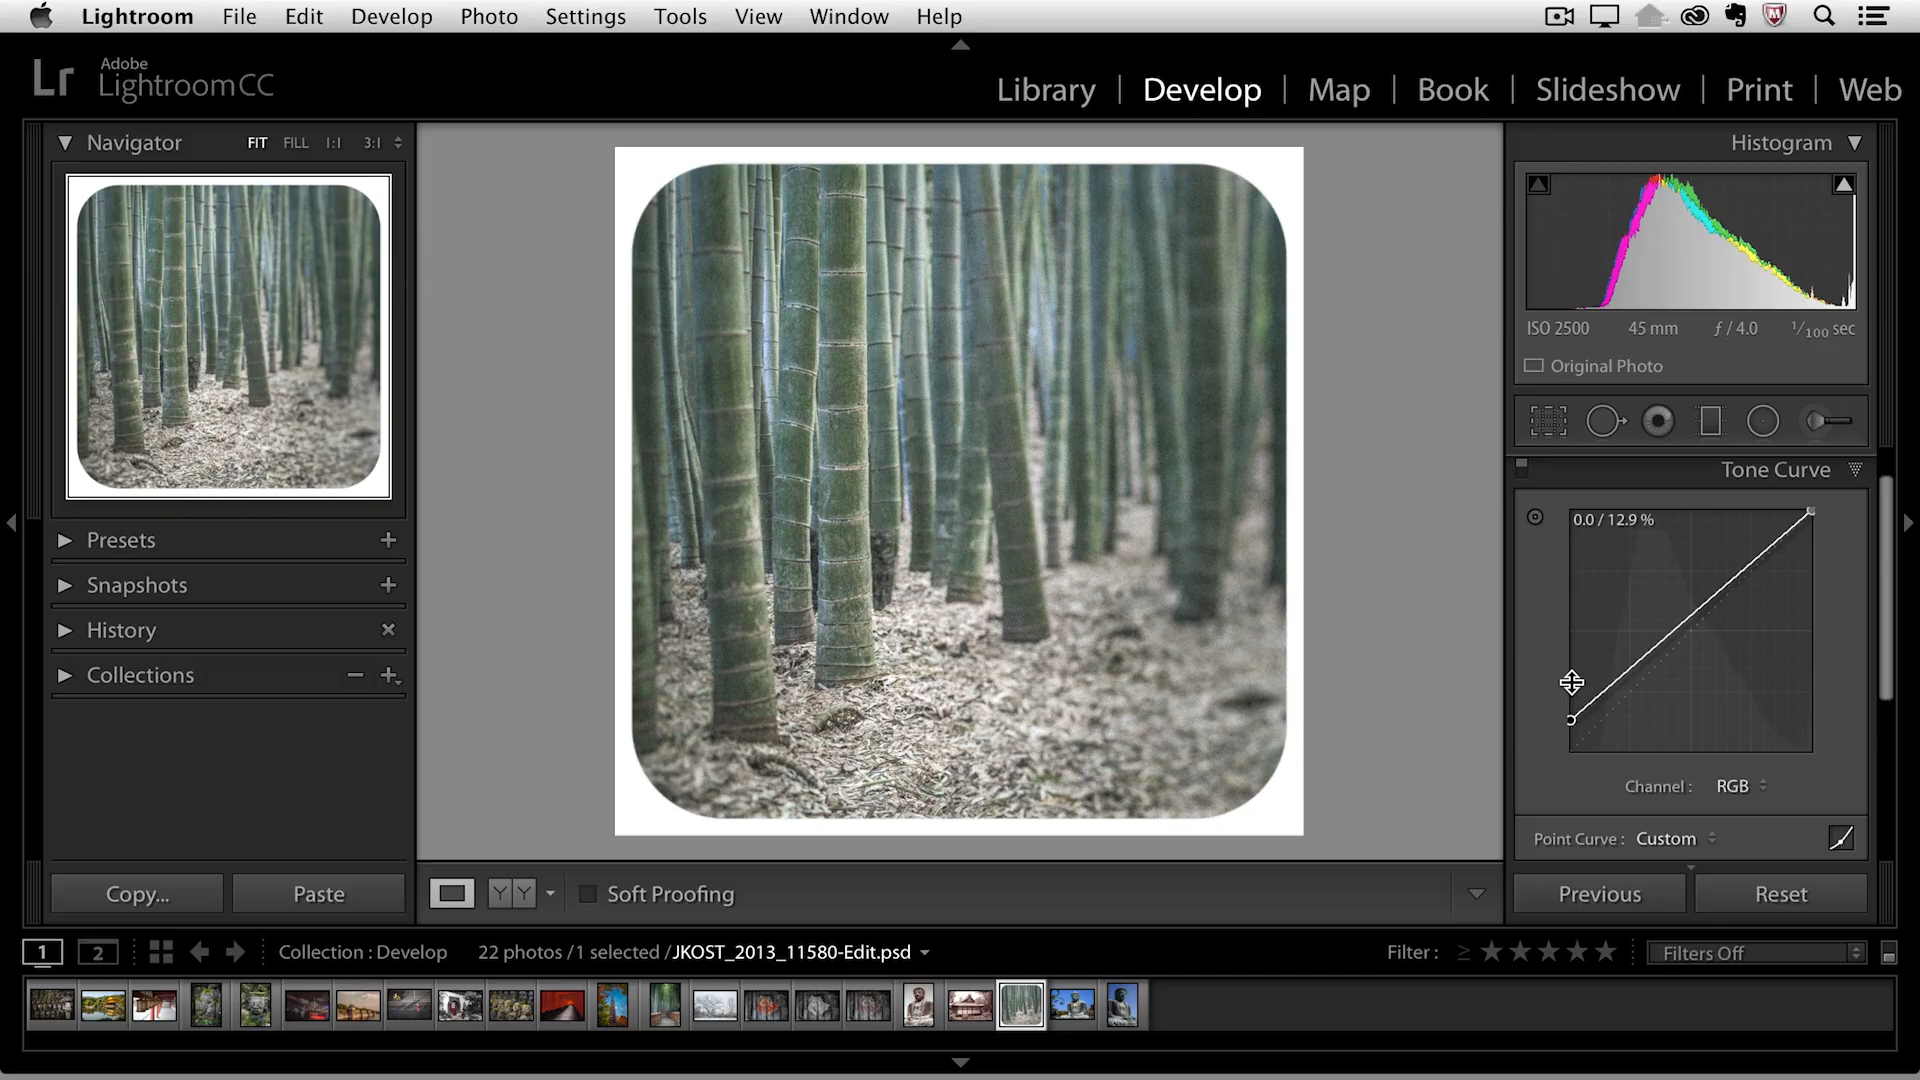 Lightroom File Edit Develop Photo Settings Tools View Window Help
Lr Adobe
Lightroom CC
Library | Develop | Map | Book | Slideshow | Print | Web
Navigator FIT FILL 1:1 3:1
Histogram
ISO 2500 45 mm ƒ / 4.0 1/100 sec
Original Photo
Tone Curve
0.0 / 12.9 %
Presets
Snapshots
History
Collections
Channel : RGB
Point Curve : Custom
Copy... Paste
Y Y Soft Proofing
Previous Reset
1 2 Collection : Develop 22 photos /1 selected /JKOST_2013_11580-Edit.psd Filter : ≥ ★ ★ ★ ★ ★ Filters Off